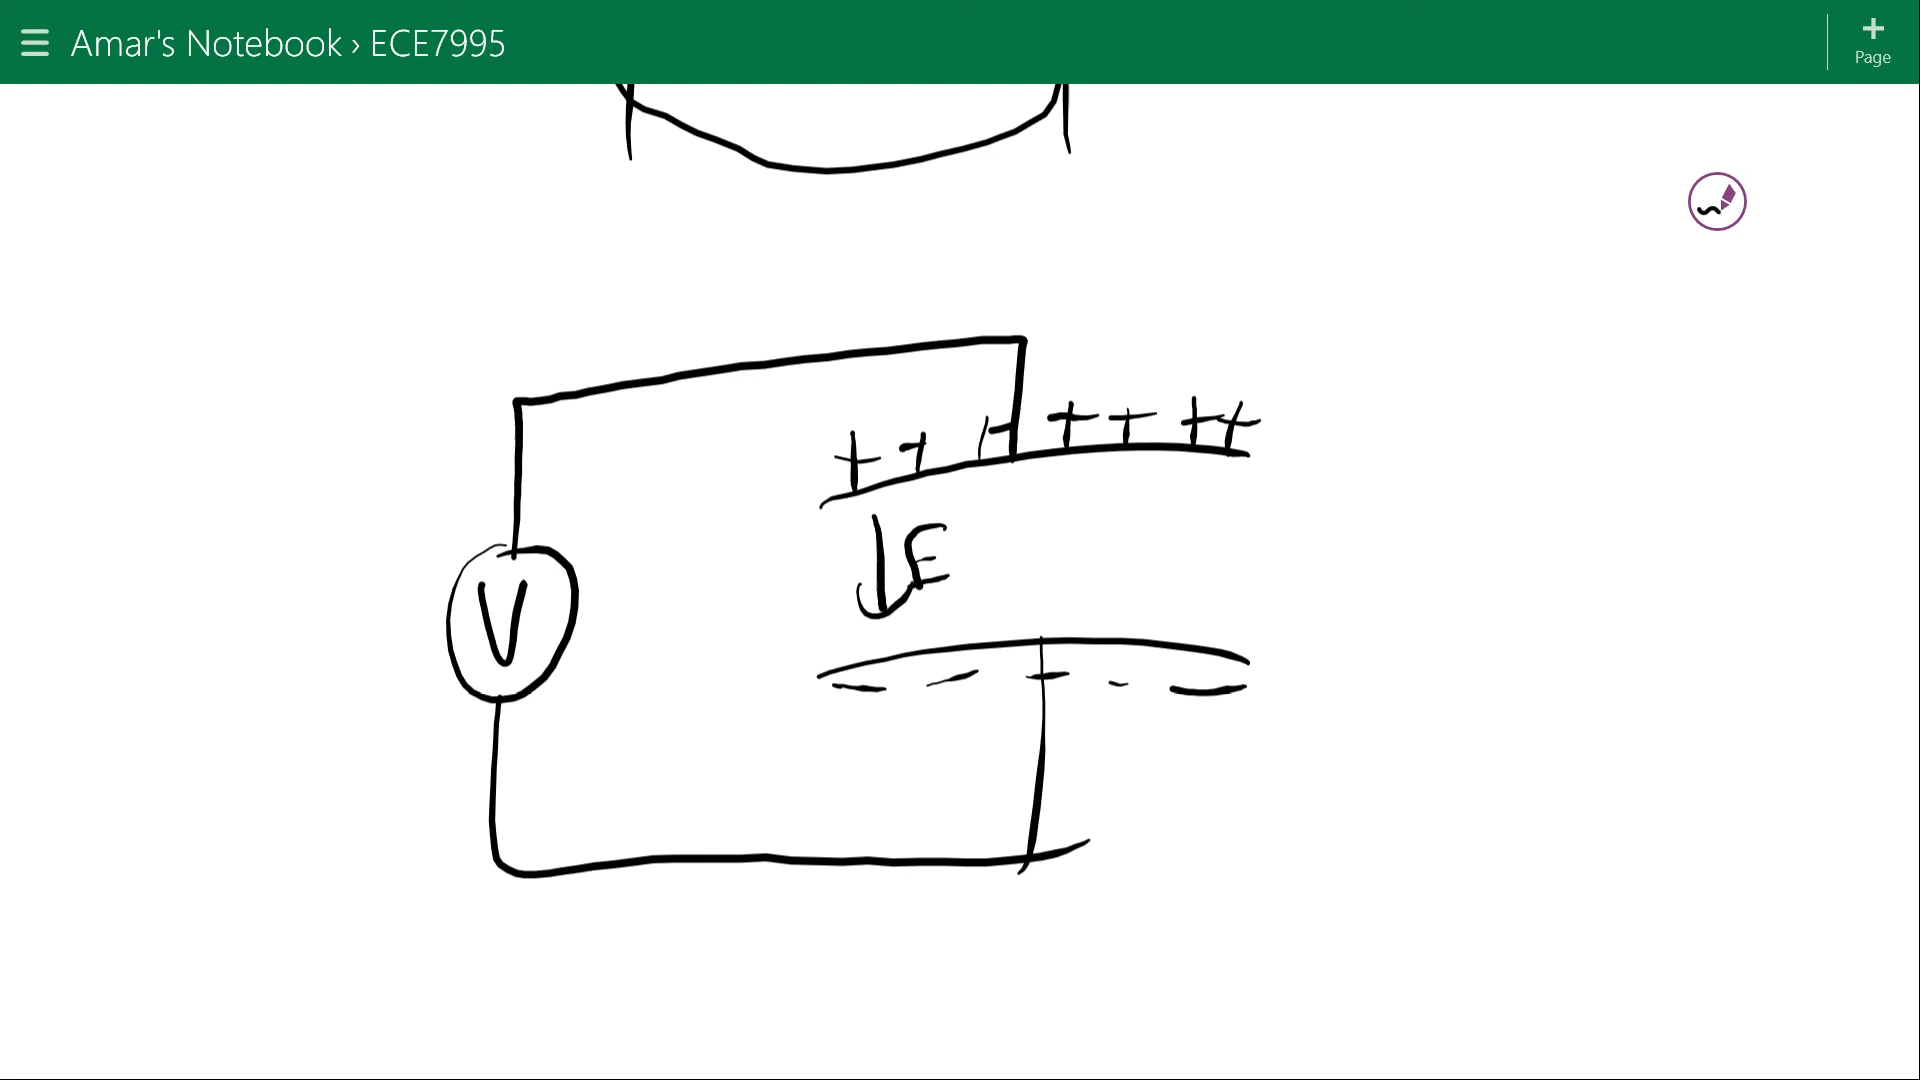 Amar's Notebook › ECE7995
+
Page
+ + + + + + +
E
V
- - - - -